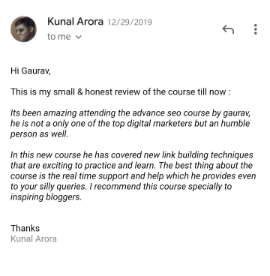 Kunal Arora 12/29/2019
to me
Hi Gaurav,
This is my small & honest review of the course till now :
Its been amazing attending the advance seo course by gaurav,
he is not a only one of the top digital marketers but an humble
person as well.
In this new course he has covered new link building techniques
that are exciting to practice and learn. The best thing about the
course is the real time support and help which he provides even
to your silly queries. I recommend this course specially to
inspiring bloggers.
Thanks
Kunal Arora